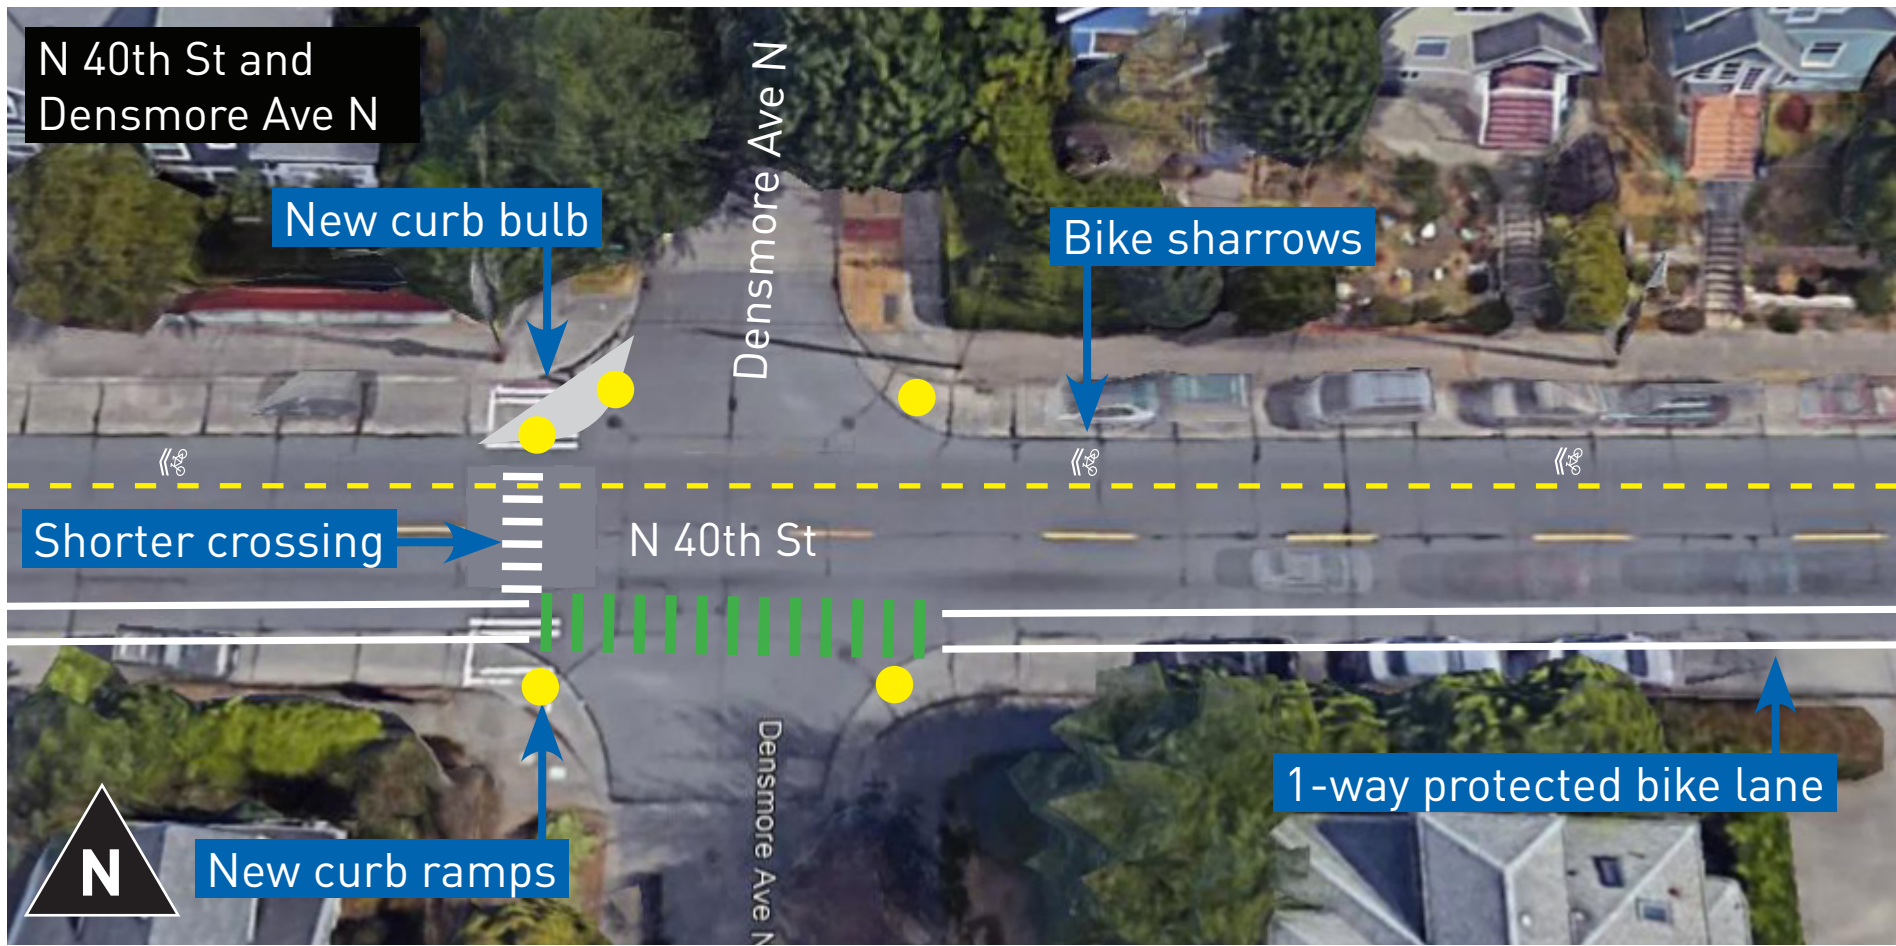 N 40th St and
Densmore Ave N
Densmore Ave N
New curb bulb
Bike sharrows
Shorter crossing
N 40th St
Densmore Ave N
1-way protected bike lane
New curb ramps
N